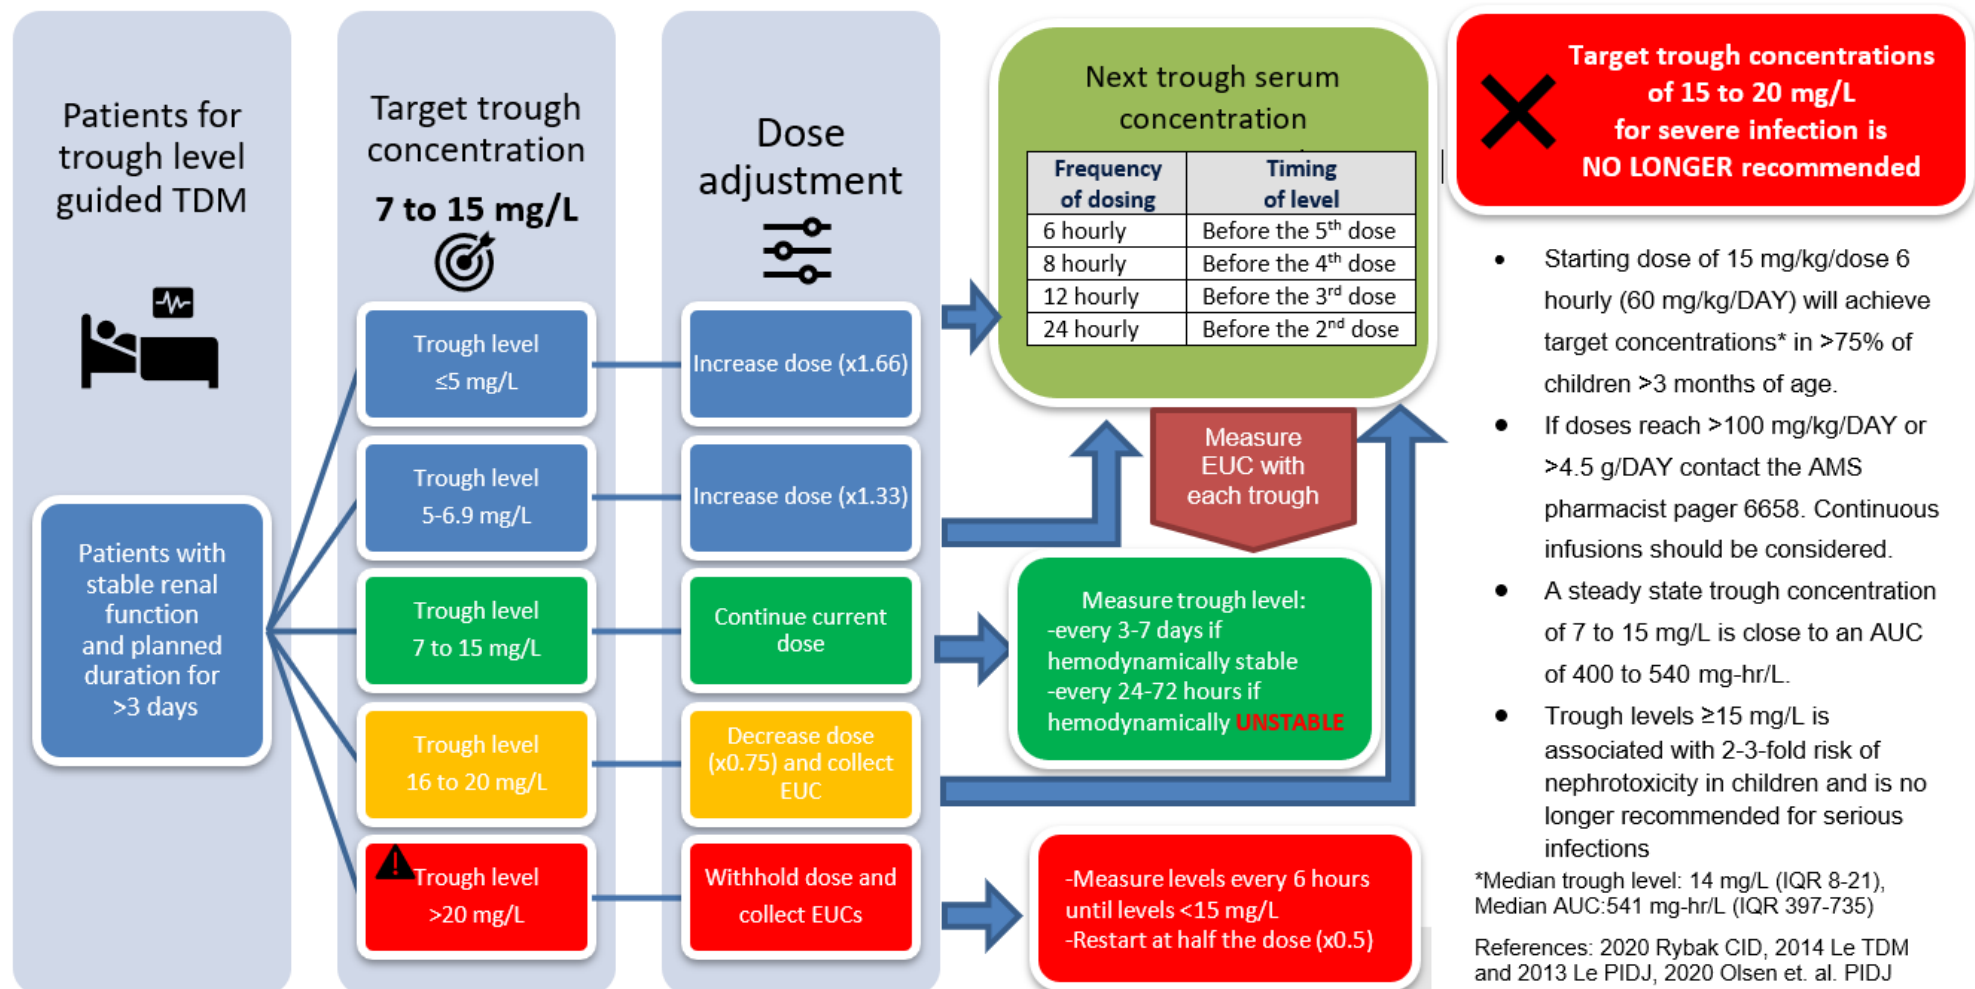 Patients for
trough level
guided TDM
Patients with
stable renal
function
and planned
duration for
>3 days
Target trough
concentration
7 to 15 mg/L
Trough level
≤5 mg/L
Trough level
5-6.9 mg/L
Trough level
7 to 15 mg/L
Trough level
16 to 20 mg/L
Trough level
>20 mg/L
Dose
adjustment
Increase dose (x1.66)
Increase dose (x1.33)
Continue current
dose
Decrease dose
(x0.75) and collect
EUC
Withhold dose and
collect EUCs
Next trough serum
concentration
Frequency of dosing | Timing of level
6 hourly | Before the 5th dose
8 hourly | Before the 4th dose
12 hourly | Before the 3rd dose
24 hourly | Before the 2nd dose
Measure
EUC with
each trough
Measure trough level:
-every 3-7 days if
hemodynamically stable
-every 24-72 hours if
hemodynamically UNSTABLE
-Measure levels every 6 hours
until levels <15 mg/L
-Restart at half the dose (x0.5)
Target trough concentrations
of 15 to 20 mg/L
for severe infection is
NO LONGER recommended
• Starting dose of 15 mg/kg/dose 6
hourly (60 mg/kg/DAY) will achieve
target concentrations* in >75% of
children >3 months of age.
• If doses reach >100 mg/kg/DAY or
>4.5 g/DAY contact the AMS
pharmacist pager 6658. Continuous
infusions should be considered.
• A steady state trough concentration
of 7 to 15 mg/L is close to an AUC
of 400 to 540 mg-hr/L.
• Trough levels ≥15 mg/L is
associated with 2-3-fold risk of
nephrotoxicity in children and is no
longer recommended for serious
infections
*Median trough level: 14 mg/L (IQR 8-21),
Median AUC:541 mg-hr/L (IQR 397-735)
References: 2020 Rybak CID, 2014 Le TDM
and 2013 Le PIDJ, 2020 Olsen et. al. PIDJ